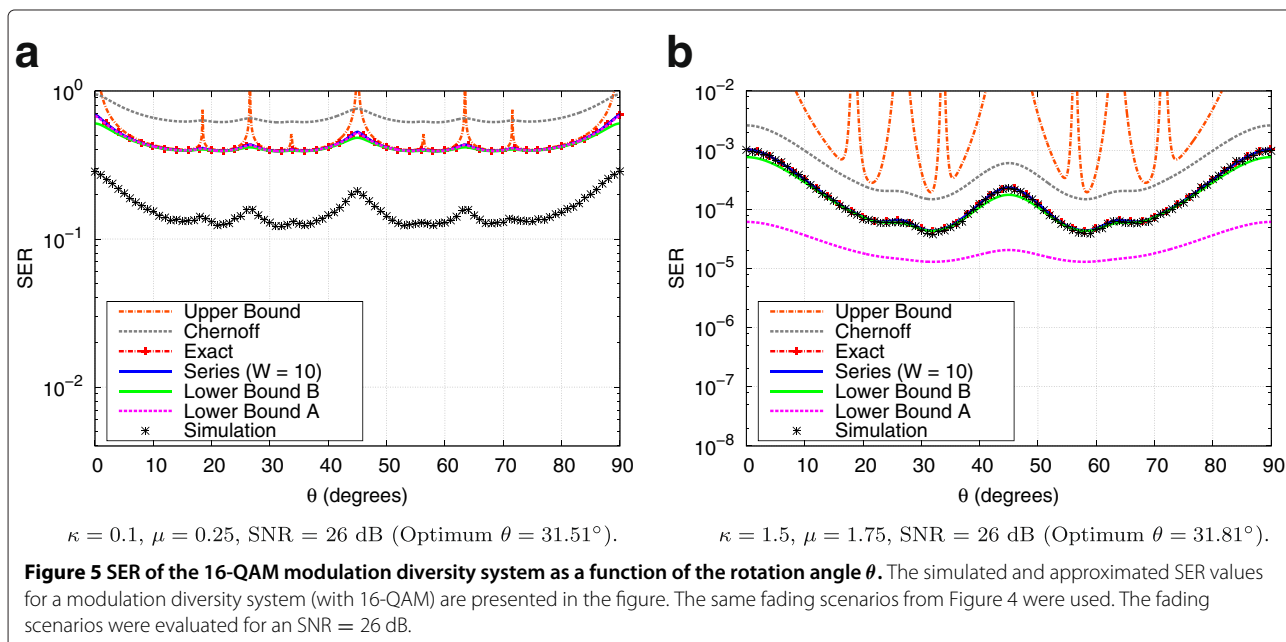 a
10^0
10^-1
10^-2
SER
Upper Bound
Chernoff
Exact
Series (W = 10)
Lower Bound B
Lower Bound A
Simulation
0 10 20 30 40 50 60 70 80 90
θ (degrees)
κ = 0.1, μ = 0.25, SNR = 26 dB (Optimum θ = 31.51°).
b
10^-2
10^-3
10^-4
10^-5
10^-6
10^-7
10^-8
SER
Upper Bound
Chernoff
Exact
Series (W = 10)
Lower Bound B
Lower Bound A
Simulation
0 10 20 30 40 50 60 70 80 90
θ (degrees)
κ = 1.5, μ = 1.75, SNR = 26 dB (Optimum θ = 31.81°).
Figure 5 SER of the 16-QAM modulation diversity system as a function of the rotation angle θ. The simulated and approximated SER values
for a modulation diversity system (with 16-QAM) are presented in the figure. The same fading scenarios from Figure 4 were used. The fading
scenarios were evaluated for an SNR = 26 dB.